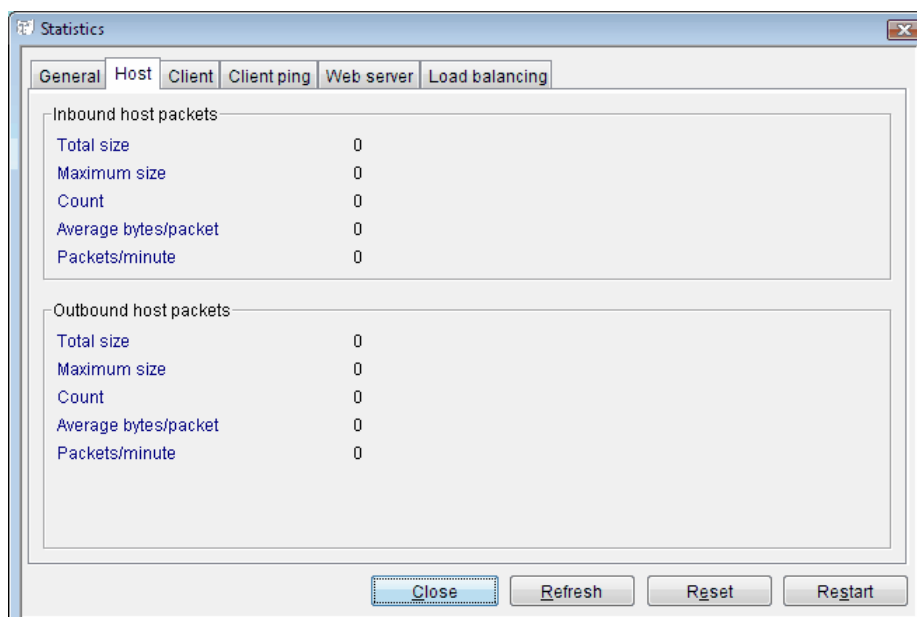 Statistics
General Host Client Client ping Web server Load balancing
Inbound host packets
Total size 0
Maximum size 0
Count 0
Average bytes/packet 0
Packets/minute 0
Outbound host packets
Total size 0
Maximum size 0
Count 0
Average bytes/packet 0
Packets/minute 0
Close Refresh Reset Restart